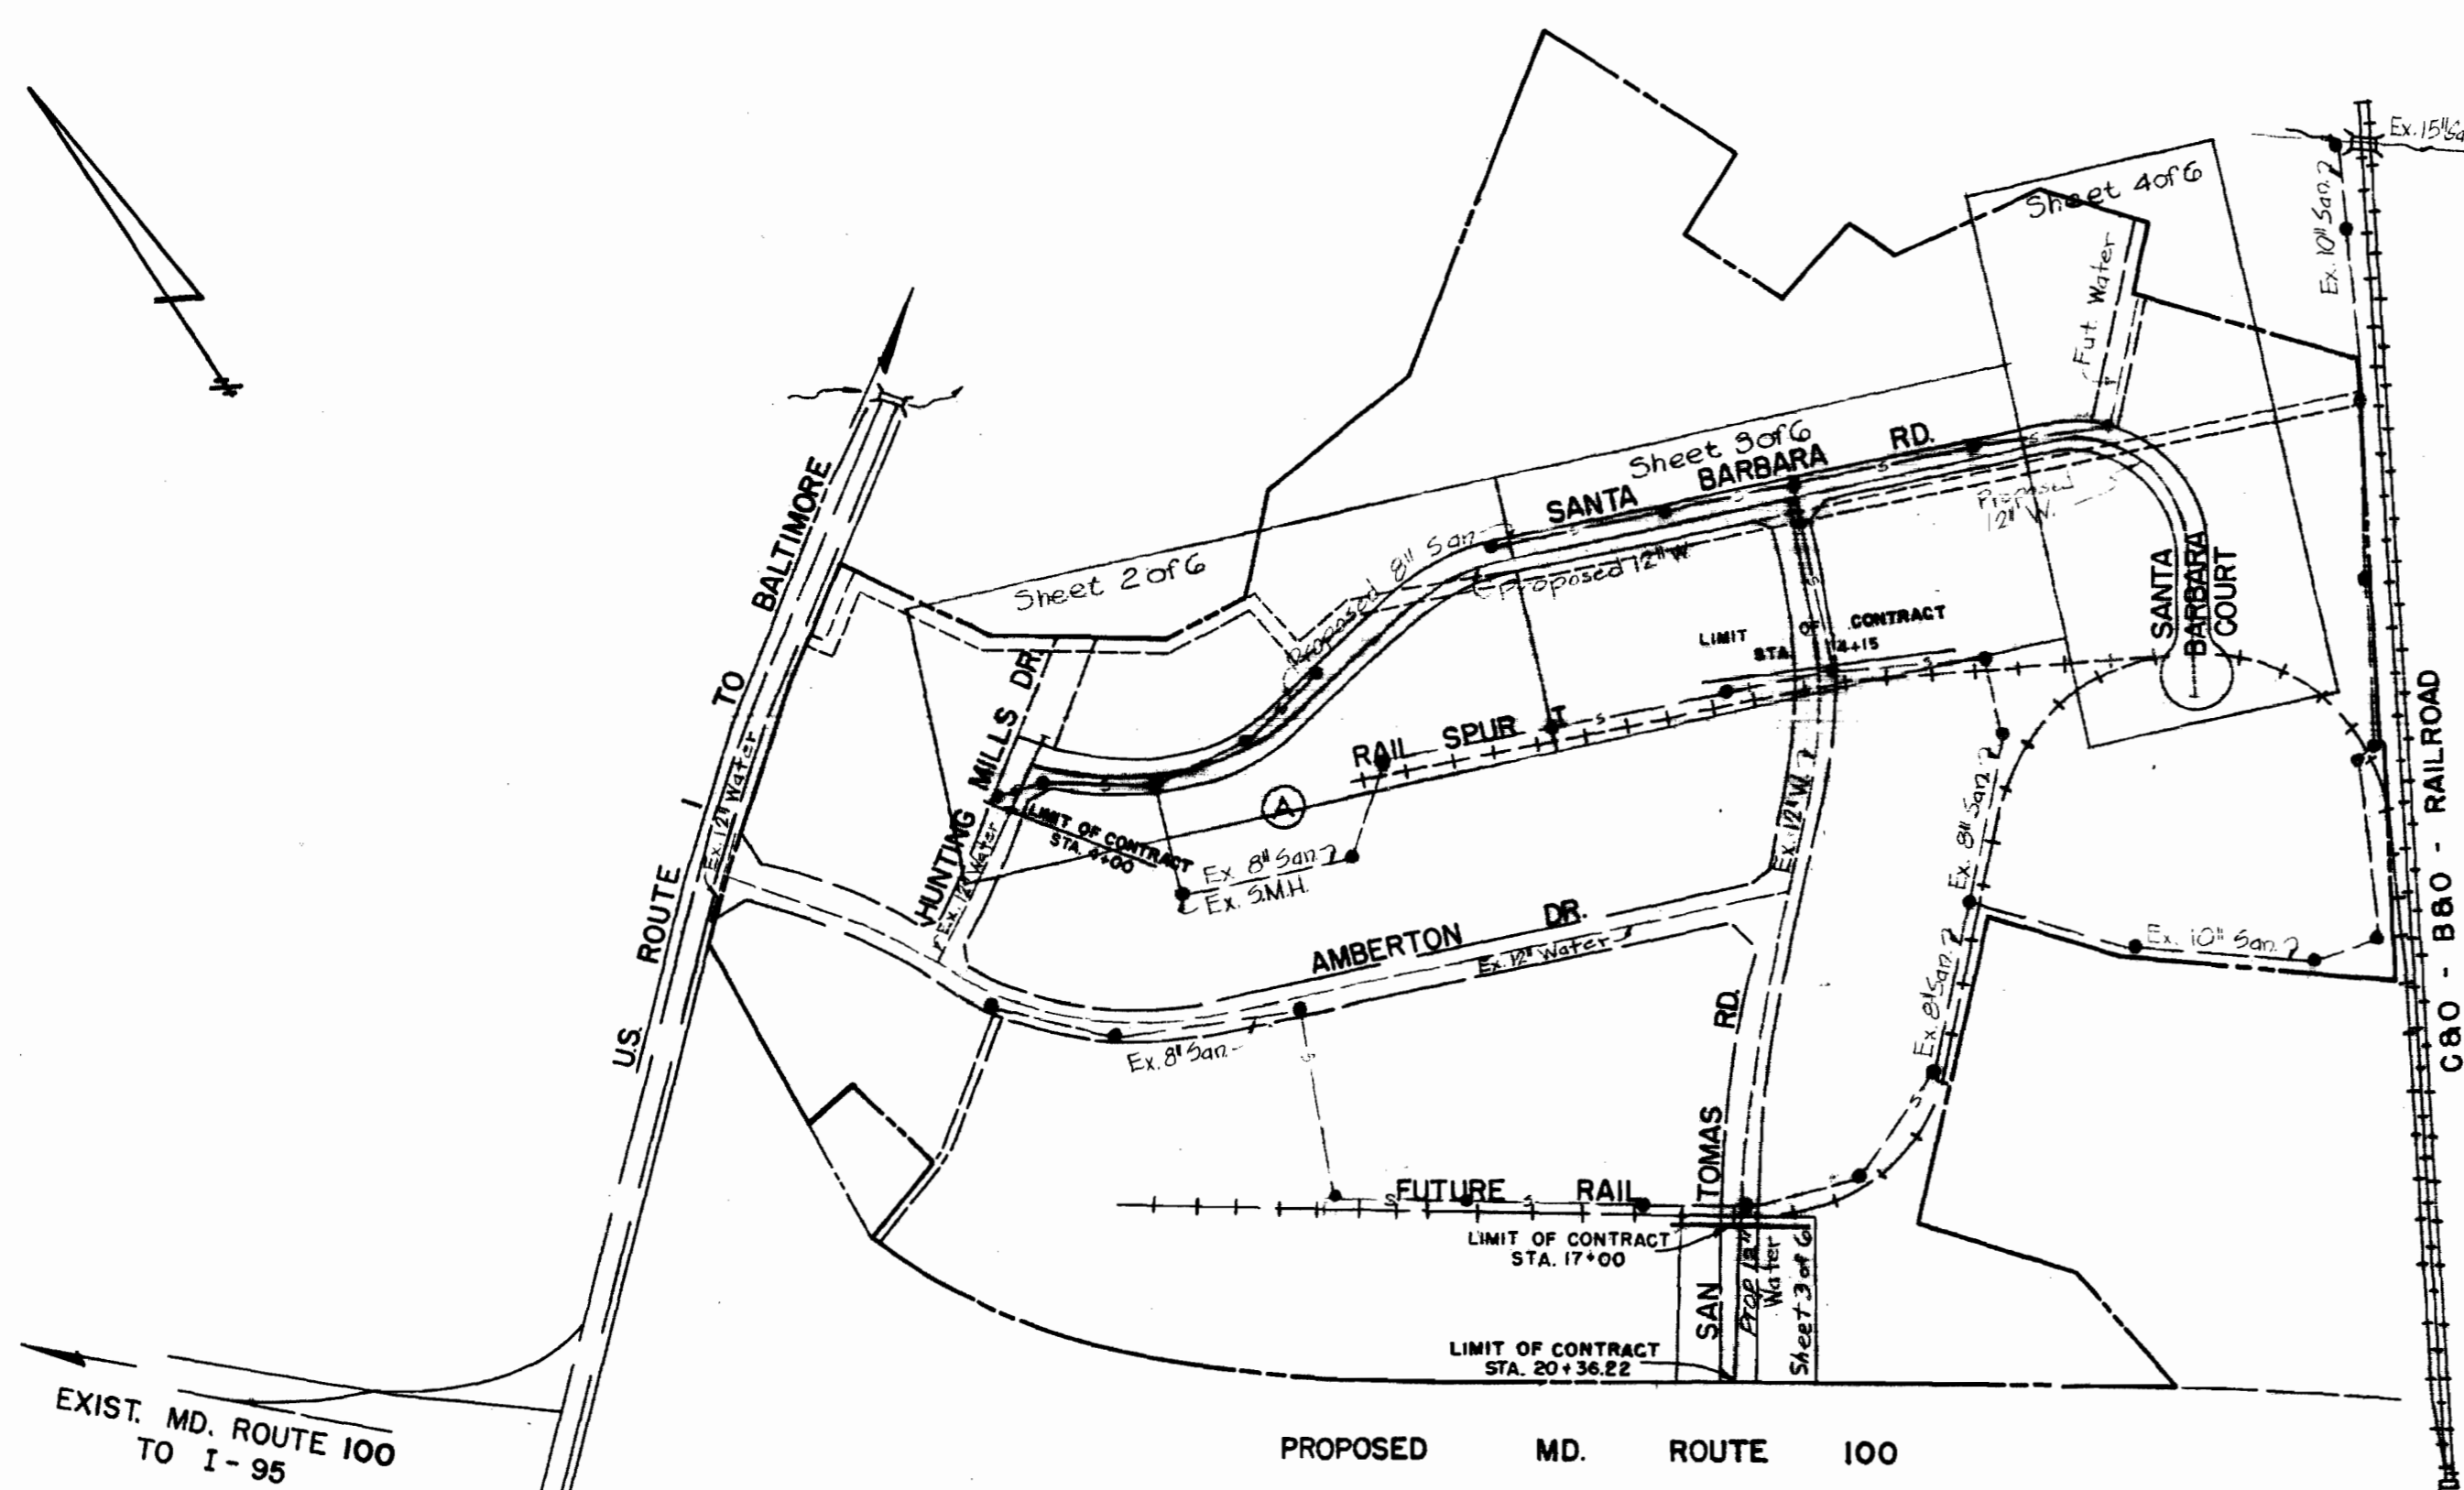 Ex. 15" Sa
Sheet 4 of 6
Ex. 10" San.
Fut. Water
Sheet 3 of 6
SANTA BARBARA RD.
Proposed 8" San.
Proposed 12" W.
Proposed
12" W.
Sheet 2 of 6
US. ROUTE 1 TO BALTIMORE
Ex. 12" Water
HUNTING MILLS DR.
Ex. 12" Water
LIMIT OF CONTRACT
STA. 4+00
LIMIT OF CONTRACT
STA. 14+15
SANTA
BARBARA
COURT
RAIL SPUR I
A
Ex. 8" San.
Ex. S.M.H.
Ex. 12" W.
Ex. 8" San.
Ex. 8" San.
Ex. 10" San.
AMBERTON DR.
Ex. 12" Water
Ex. 8" San.
SAN TOMAS RD.
FUTURE RAIL
LIMIT OF CONTRACT
STA. 17+00
Prop 12"
Water
Sheet 3 of 6
LIMIT OF CONTRACT
STA. 20+36.22
C&O - B&O - RAILROAD
EXIST. MD. ROUTE 100
TO I-95
PROPOSED MD. ROUTE 100